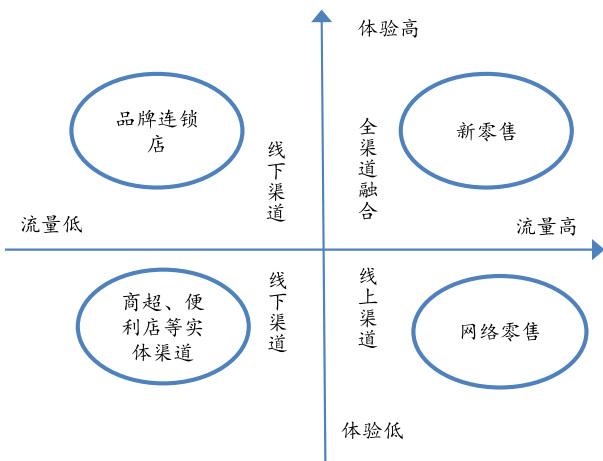 体验高
品牌连锁
店
线下渠道
全渠道融合
新零售
流量低
流量高
商超、便
利店等实
体渠道
线下渠道
线上渠道
网络零售
体验低